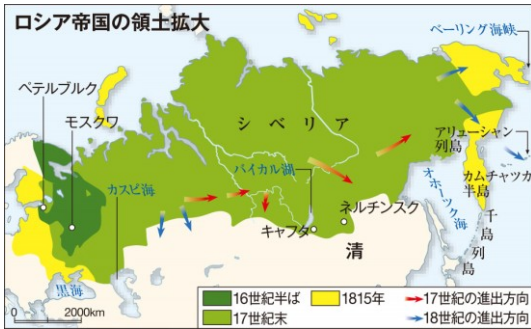 ロシア帝国の領土拡大
ベーリング海峡
ペテルブルク
モスクワ
シベリア
アリューシャン
列島
カスピ海
バイカル湖
オホーツク海
カムチャツカ
半島
ネルチンスク
キャフタ
清
千島列島
黒海
0 2000km
16世紀半ば
1815年
17世紀の進出方向
17世紀末
18世紀の進出方向